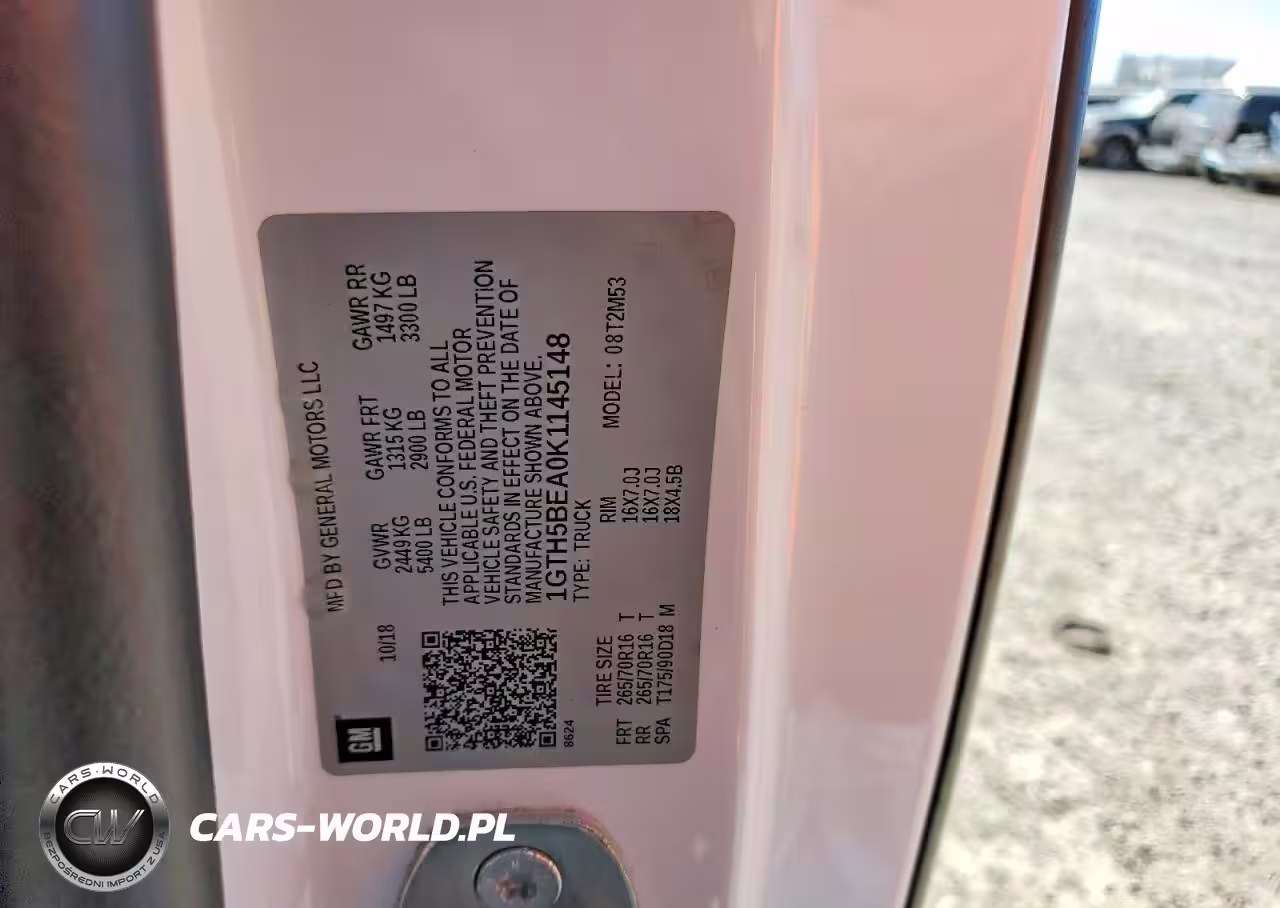 GM
10/18
MFD BY GENERAL MOTORS LLC
GVWR
2449 KG
5400 LB
GAWR FRT
1315 KG
2900 LB
GAWR RR
1497 KG
3300 LB
THIS VEHICLE CONFORMS TO ALL
APPLICABLE U.S. FEDERAL MOTOR
VEHICLE SAFETY AND THEFT PREVENTION
STANDARDS IN EFFECT ON THE DATE OF
MANUFACTURE SHOWN ABOVE.
1GTH5BEA0K1145148
8624
TYPE: TRUCK
TIRE SIZE RIM MODEL: 08T2M53
FRT 265/70R16 T 16X7.0J
RR 265/70R16 T 16X7.0J
SPA T175/90D18 M 18X4.5B
CARS-WORLD
CW
BEZPOŚREDNI IMPORT Z USA
CARS-WORLD.PL